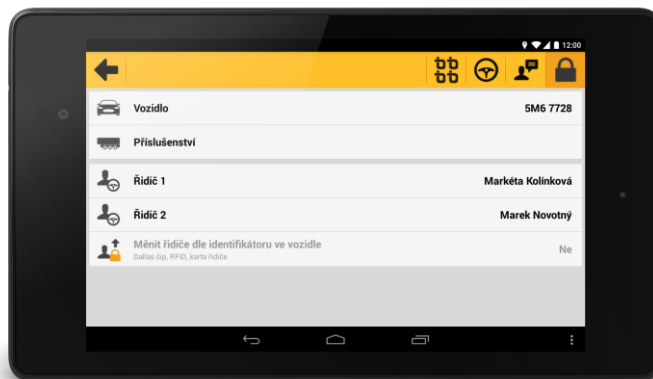 12:00
Vozidlo 5M6 7728
Příslušenství
Řidič 1 Markéta Kolínková
Řidič 2 Marek Novotný
Měnit řidiče dle identifikátoru ve vozidle Ne
Dallas čip, RFID, karta řidiče